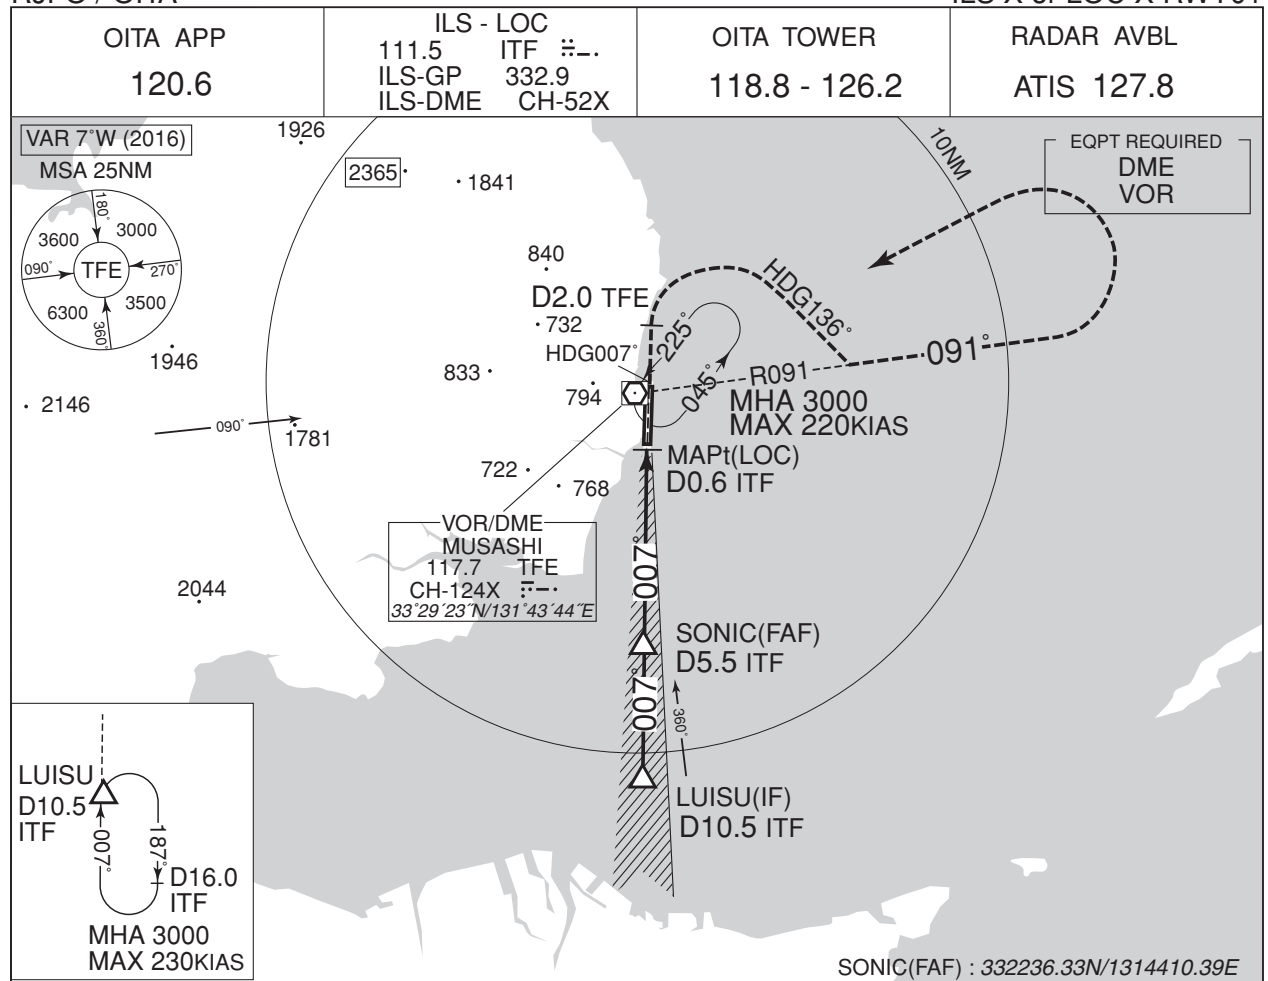 OITA APP
120.6
ILS - LOC
111.5 ITF
ILS-GP 332.9
ILS-DME CH-52X
OITA TOWER
118.8 - 126.2
RADAR AVBL
ATIS 127.8
VAR 7°W (2016)
MSA 25NM
180°
3600
3000
090°
TFE
270°
6300
3500
360°
1926
2365
1841
10NM
EQPT REQUIRED
DME
VOR
840
D2.0 TFE
732
HDG007°
225°
HDG136°
1946
833
794
045°
R091
091°
MHA 3000
MAX 220KIAS
2146
090°
1781
722
768
MAPt(LOC)
D0.6 ITF
VOR/DME
MUSASHI
117.7 TFE
CH-124X
33°29´23˝N/131°43´44˝E
007°
2044
SONIC(FAF)
D5.5 ITF
007°
360°
LUISU(IF)
D10.5 ITF
LUISU
D10.5
ITF
007°
187°
D16.0
ITF
MHA 3000
MAX 230KIAS
SONIC(FAF) : 332236.33N/1314410.39E